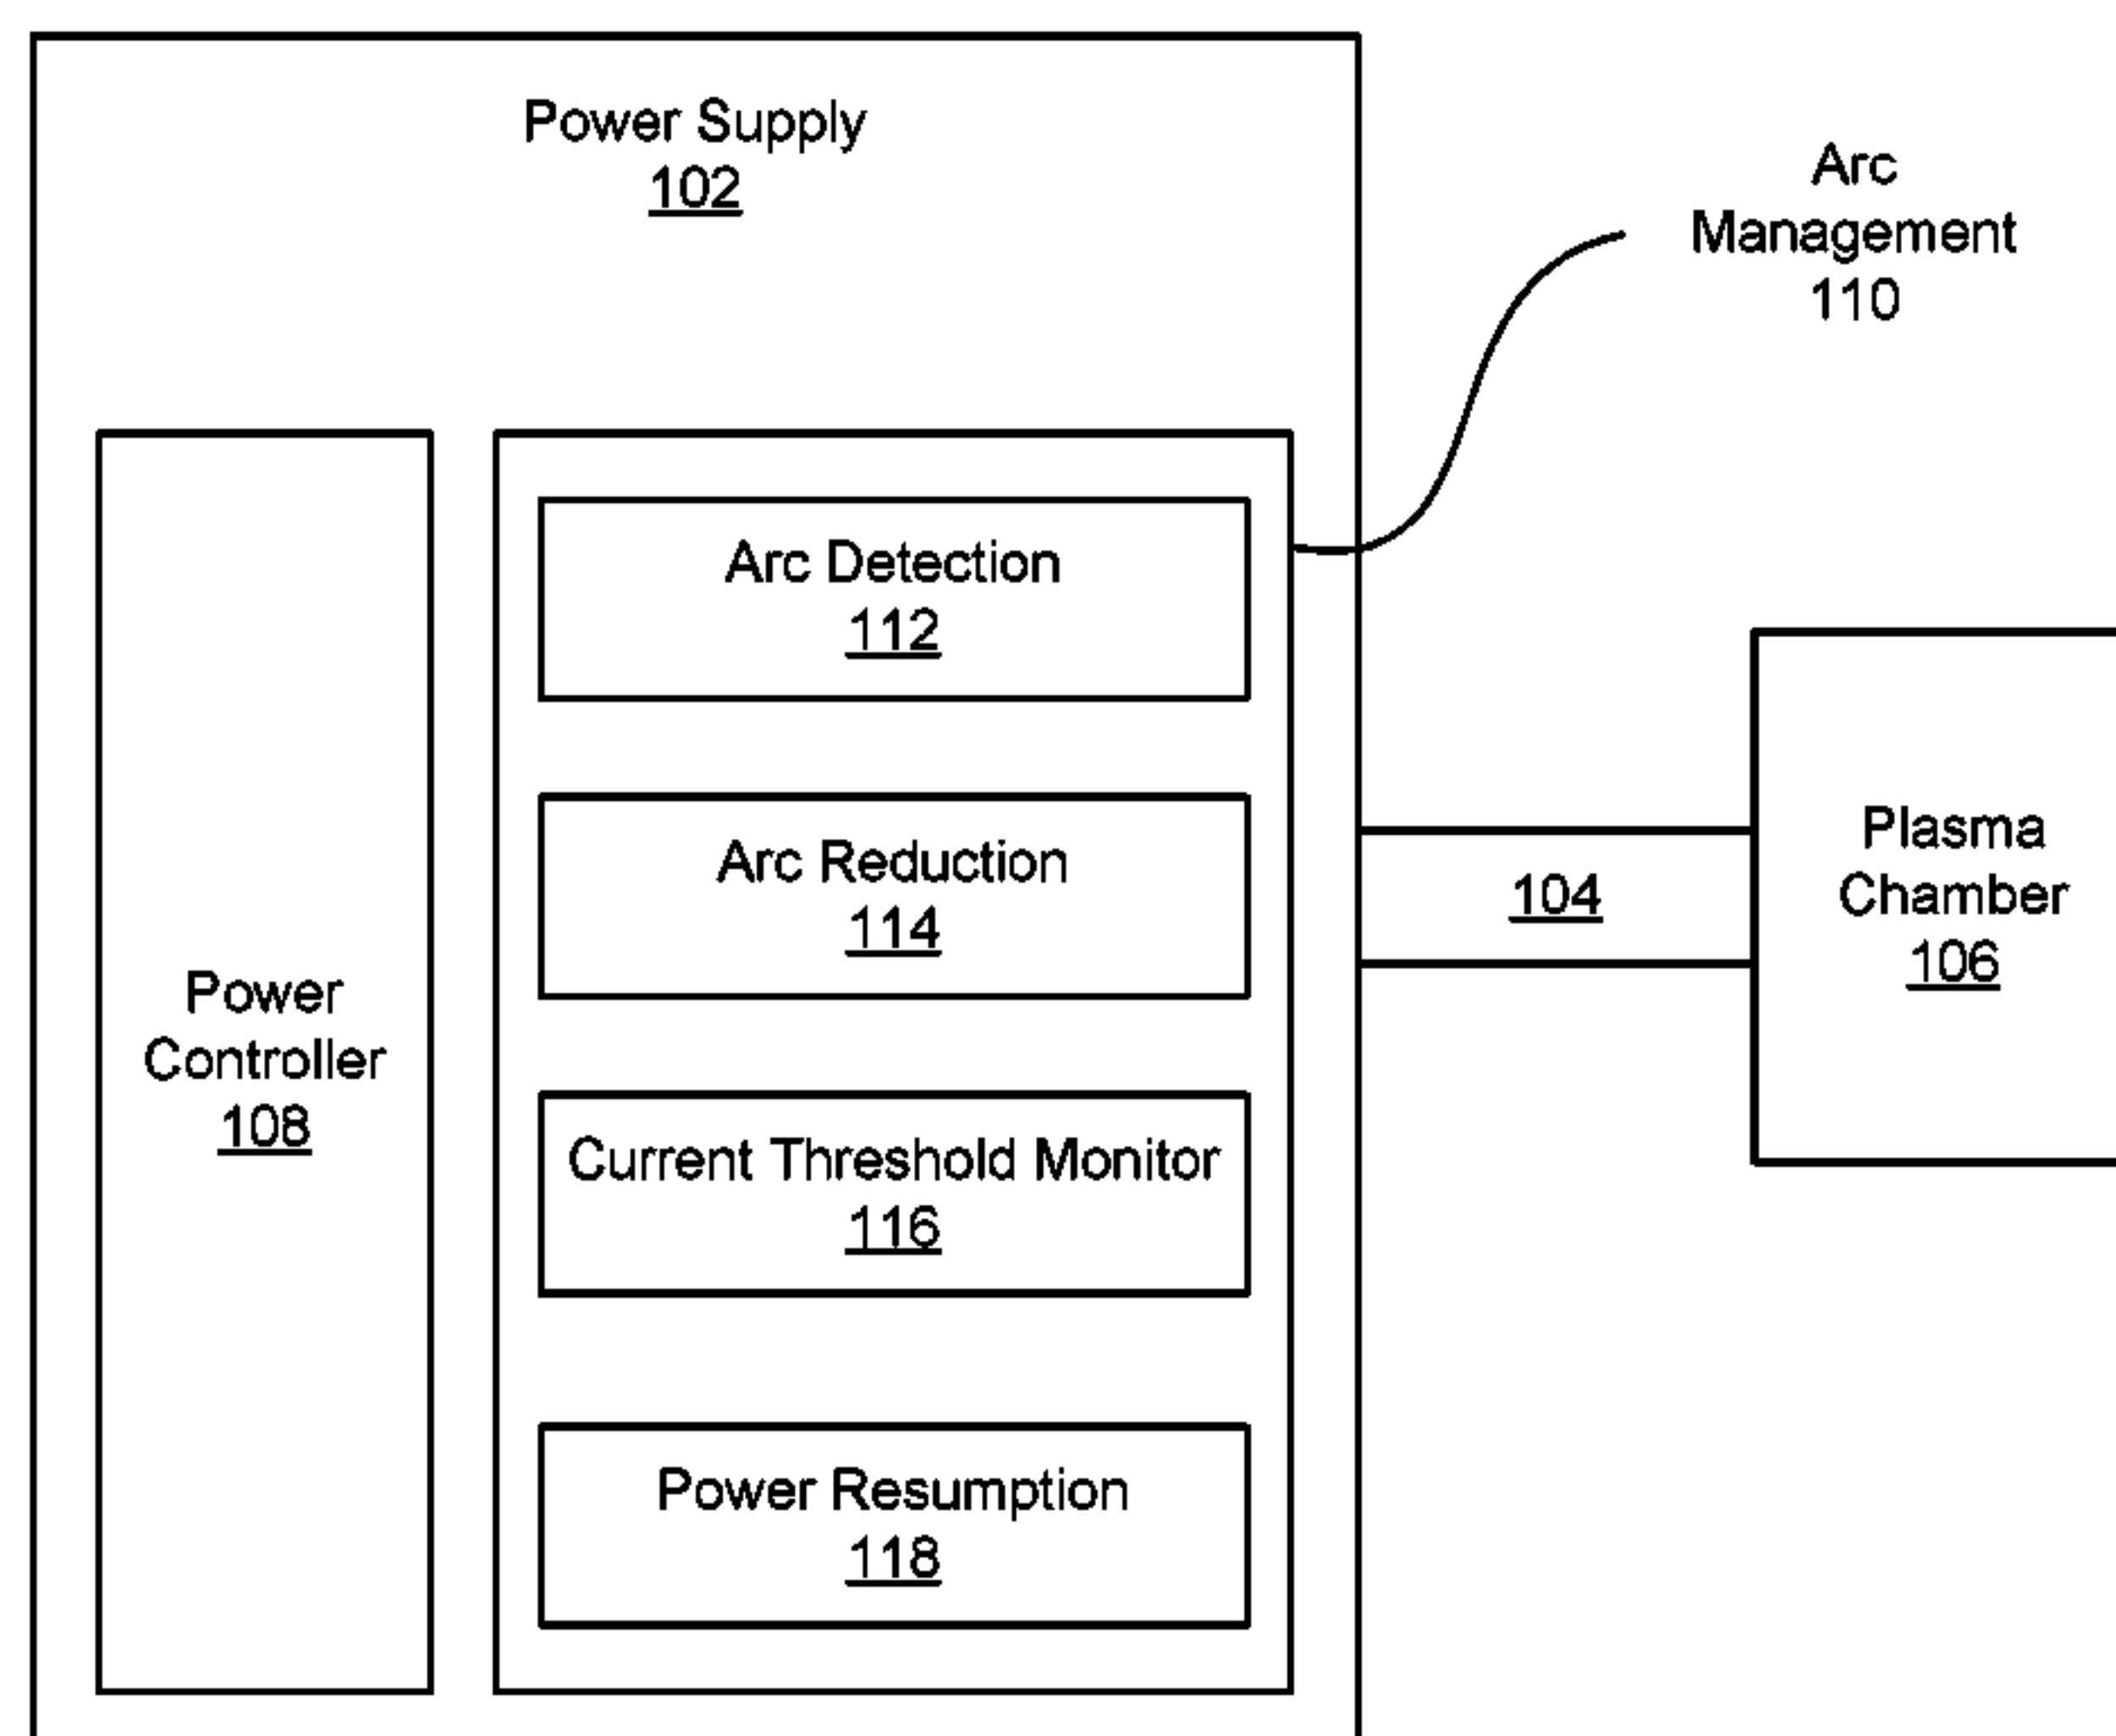 Power Supply
102
Arc
Management
110
Power
Controller
108
Arc Detection
112
Arc Reduction
114
Current Threshold Monitor
116
Power Resumption
118
104
Plasma
Chamber
106